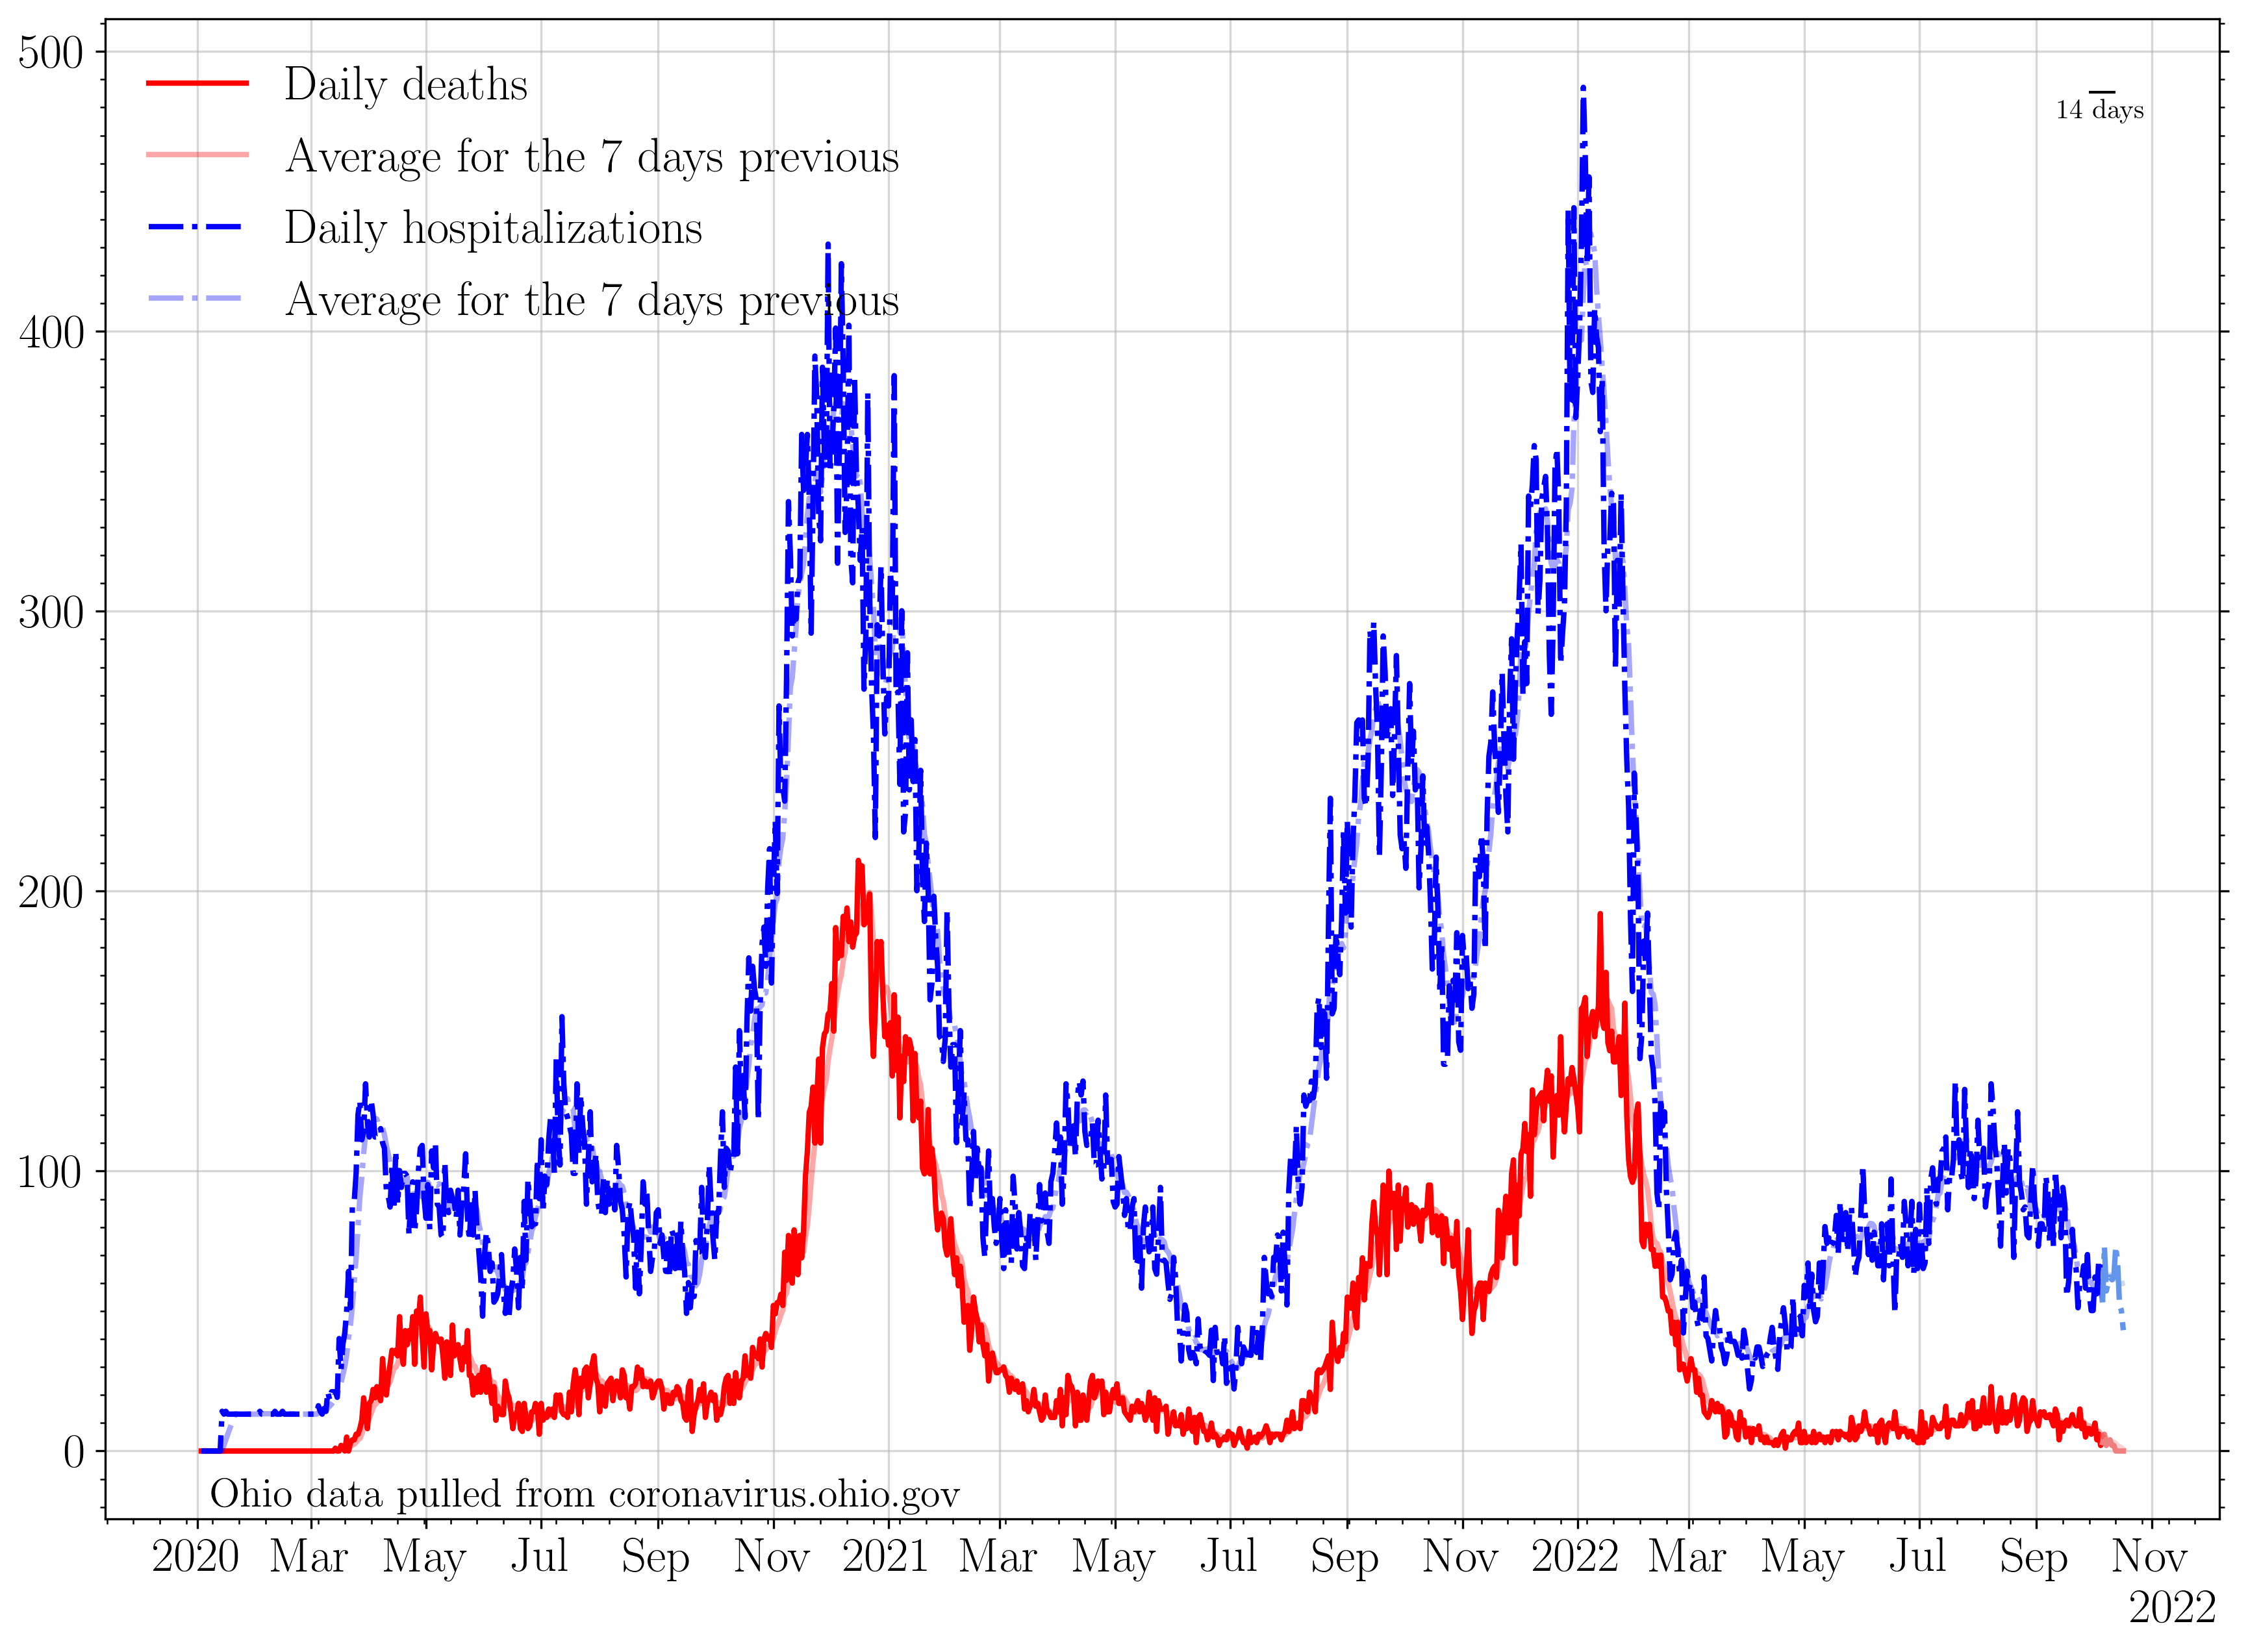 500
400
300
200
100
0
Daily deaths
Average for the 7 days previous
Daily hospitalizations
Average for the 7 days previous
14 days
Ohio data pulled from coronavirus.ohio.gov
2020 Mar May Jul Sep Nov 2021 Mar May Jul Sep Nov 2022 Mar May Jul Sep Nov
2022